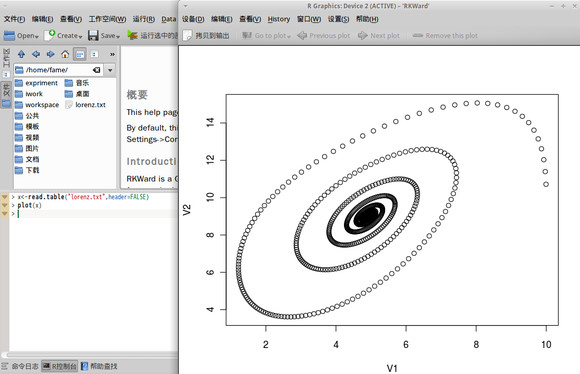 R Graphics: Device 2 (ACTIVE) – 'RKWard'
文件(F) 编辑(E) 查看(V) 工作空间(W) 运行(R) Data
设备(D) 编辑(E) 查看(V) History 窗口(W) 设置(S) 帮助(H)
Open Create Save 运行选中的
拷贝到输出 Go to plot Previous plot Next plot Remove this plot
工作区
文件
/home/fame/
expriment 音乐
iwork 桌面
workspace lorenz.txt
公共
模板
视频
图片
文档
下载
概要
This help page
By default, th
Settings->Con
Introducti
RKWard is a
> x<-read.table("lorenz.txt",header=FALSE)
> plot(x)
>
V2
14
12
10
8
6
4
2 4 6 8 10
V1
命令日志 R控制台 帮助查找